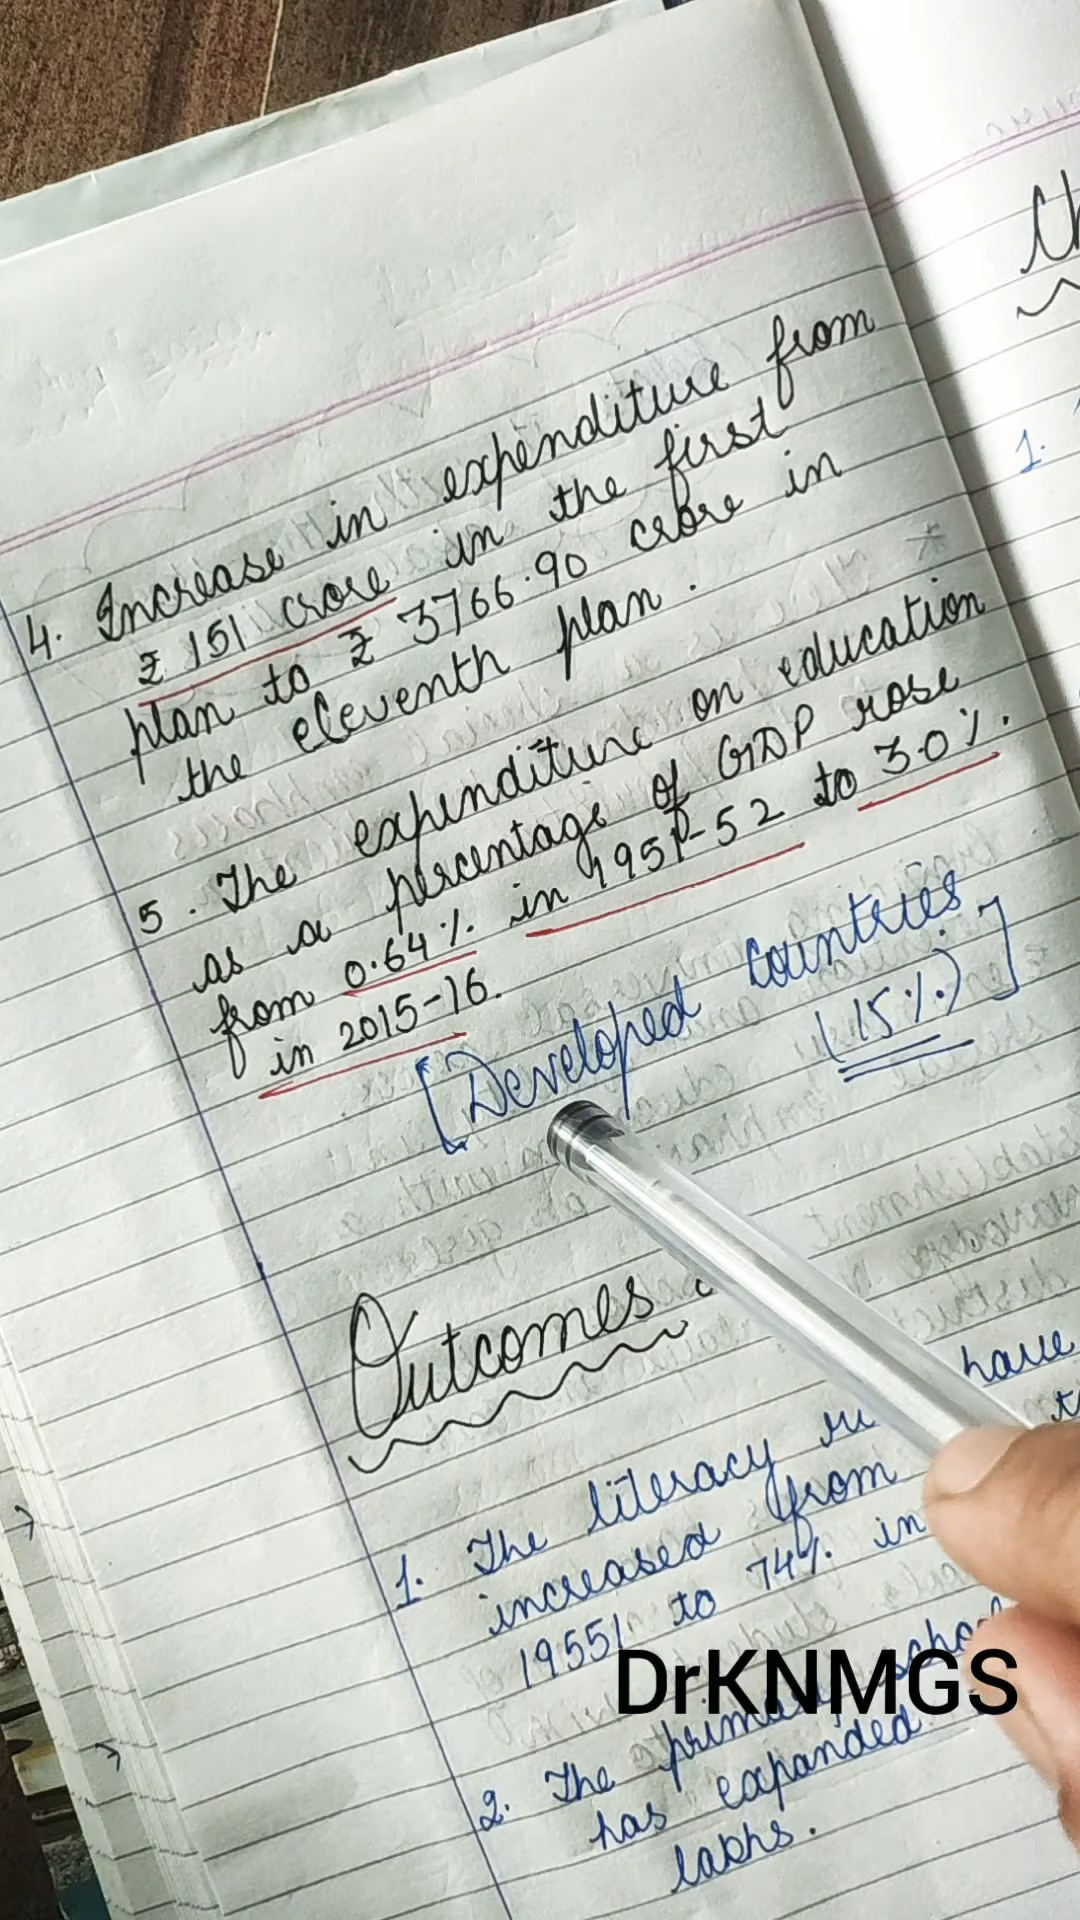 4. Increase in expenditure from
₹ 151 crore in the first
plan to ₹ 3766.90 crore in
the eleventh plan.
5. The expenditure on education
as a percentage of GDP rose
from 0.64% in 1951-52 to 3.0%.
in 2015-16.
[Developed countries
(15%)]
Outcomes :
1. The literacy have
increased from
19551 to 74% in
2. The
has expanded
lakhs.
1.
DrKNMGS